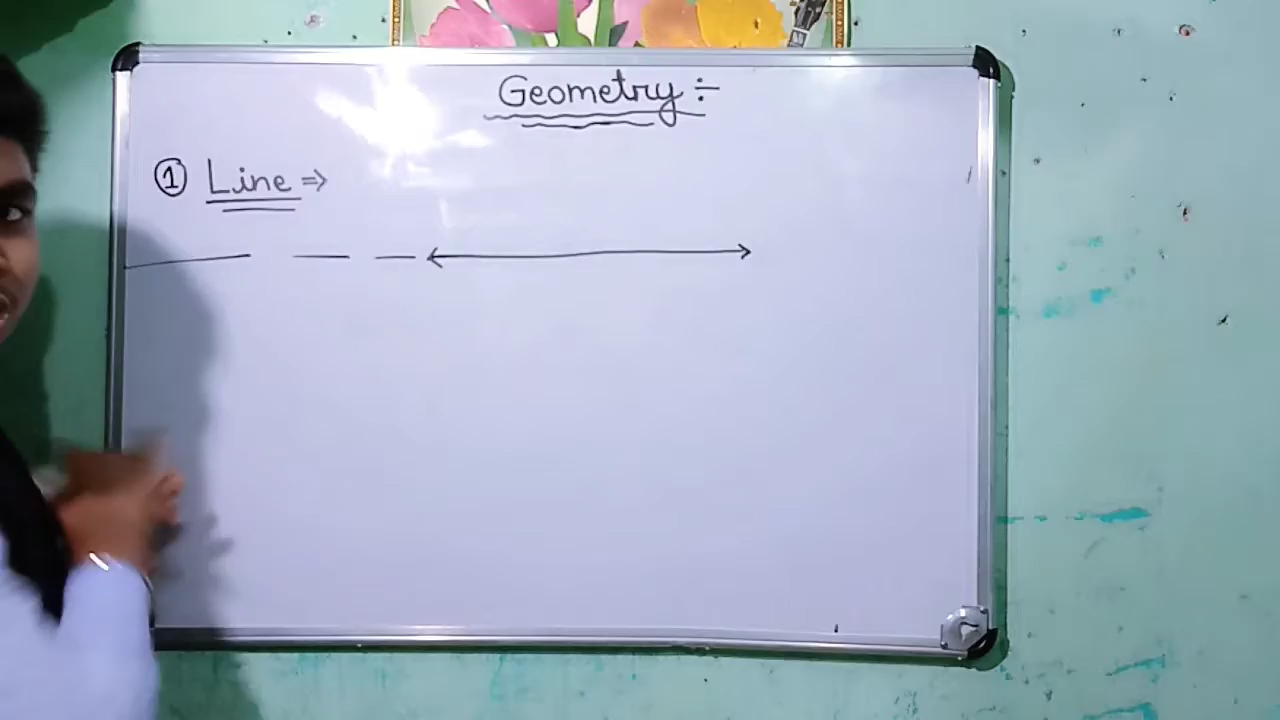 Geometry ÷
① Line ⇒